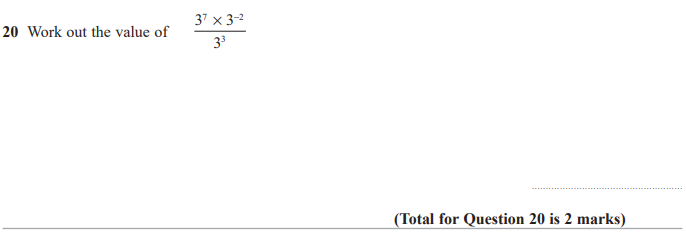 20 Work out the value of 3⁷ × 3⁻²
3³
(Total for Question 20 is 2 marks)